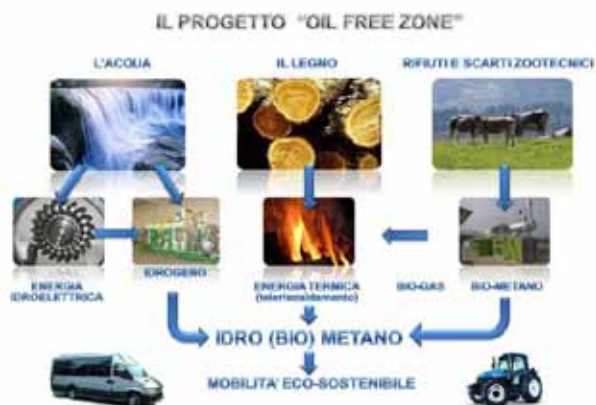 IL PROGETTO "OIL FREE ZONE"
L'ACQUA
IL LEGNO
RIFIUTI E SCARTI ZOOTECNICI
ENERGIA
IDROELETTRICA
IDROGENO
ENERGIA TERMICA
(teleriscaldamento)
BIO-GAS
BIO-METANO
IDRO (BIO) METANO
MOBILITA' ECO-SOSTENIBILE